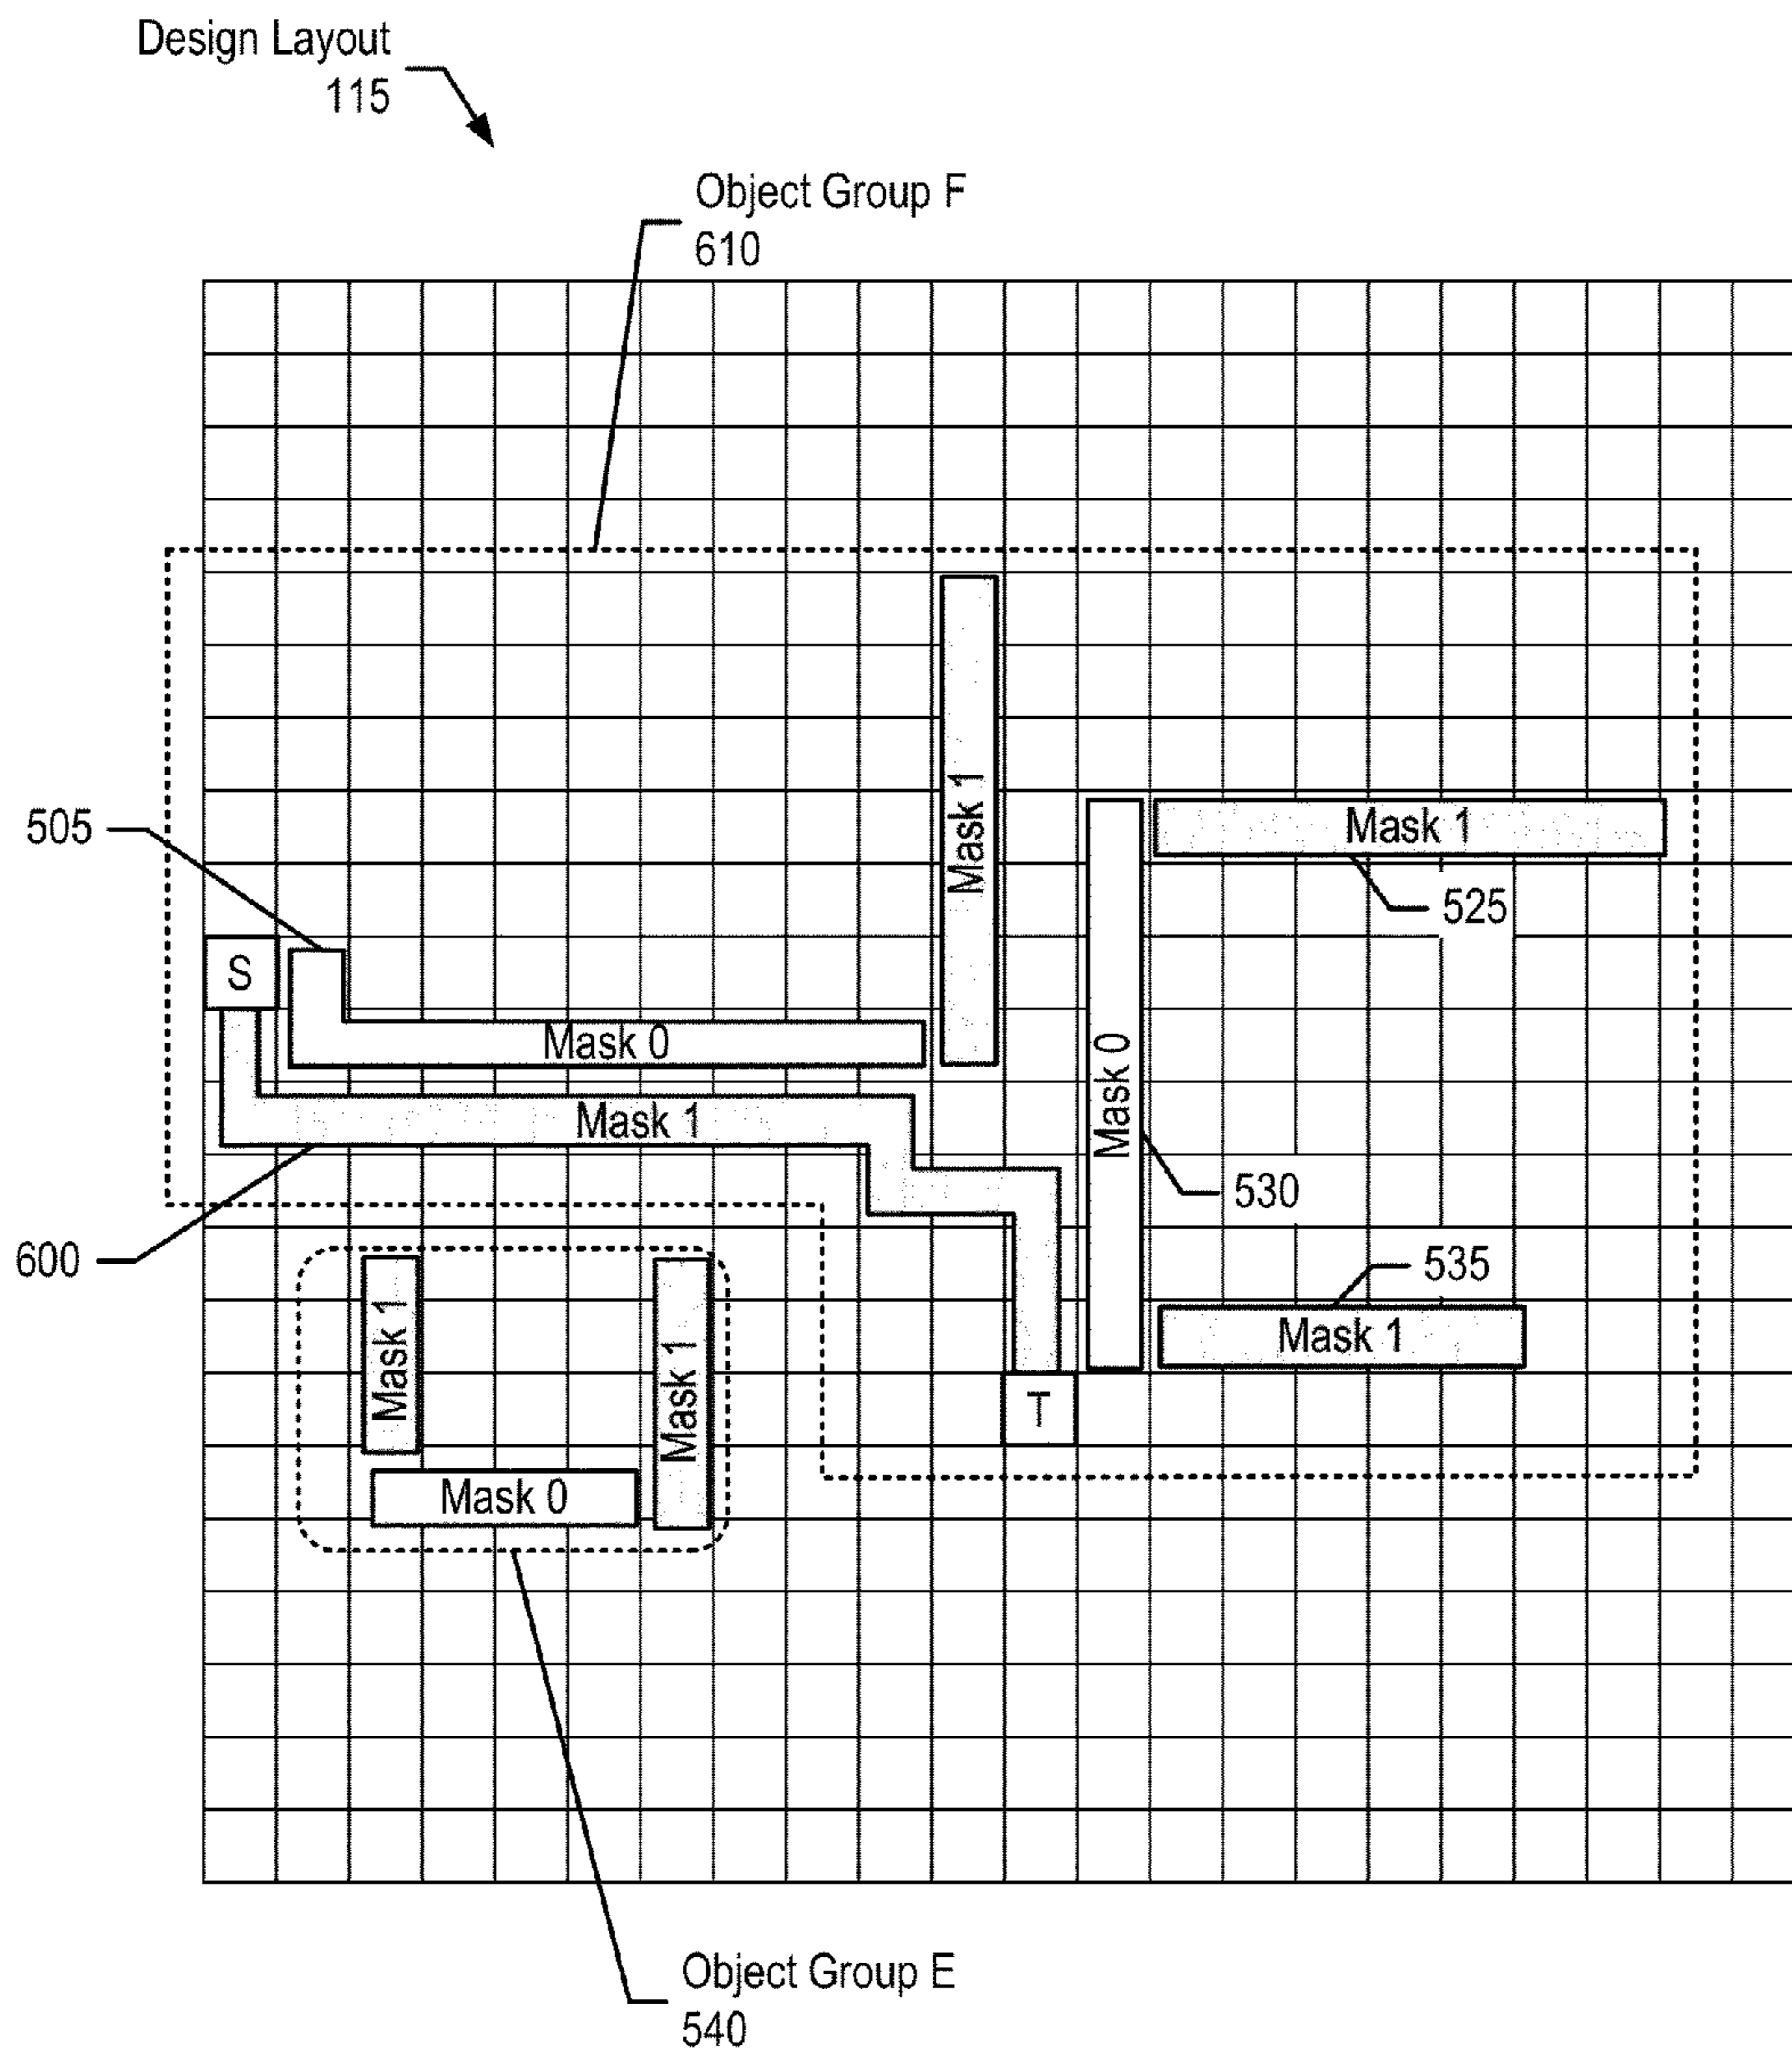 Design Layout
115
Object Group F
610
Mask 1
Mask 1
505
525
S
Mask 0
Mask 0
Mask 1
530
600
535
Mask 1
Mask 1
Mask 1
T
Mask 0
Object Group E
540